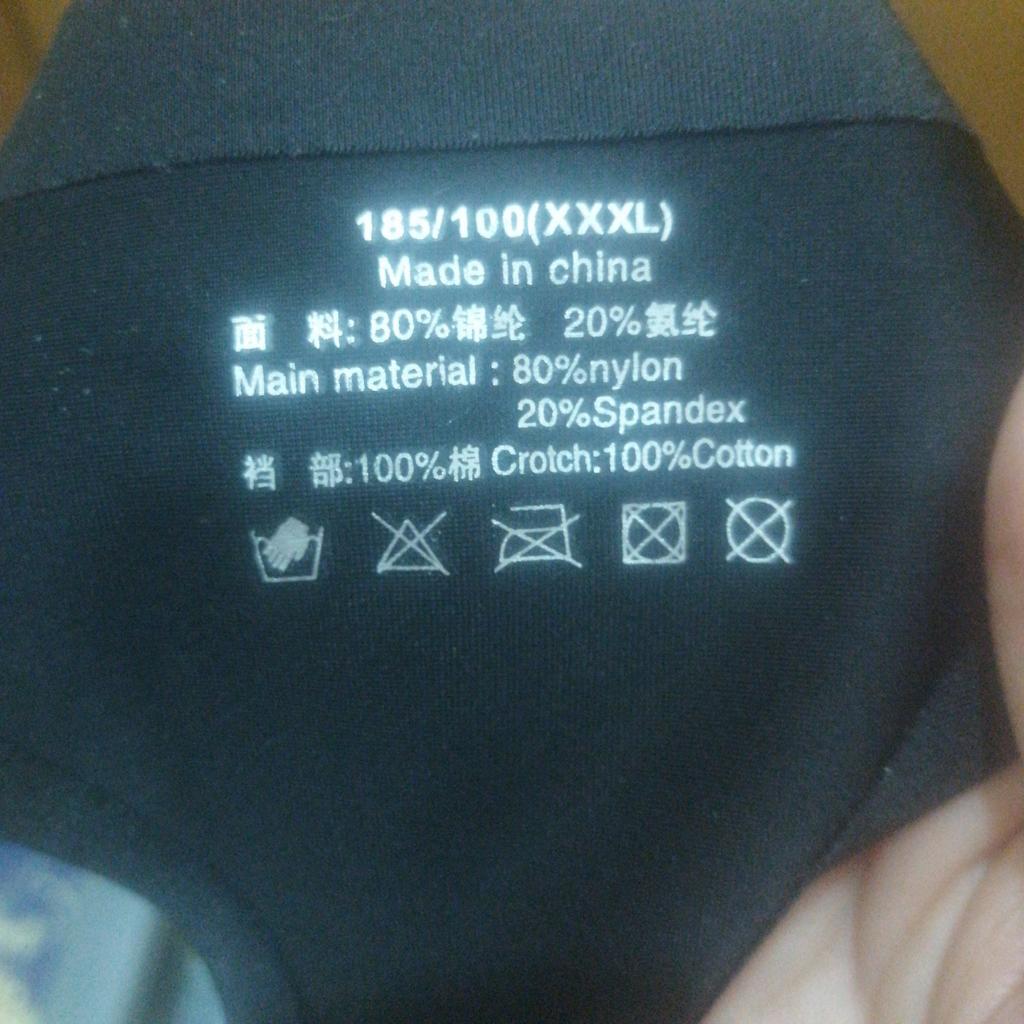 185/100(XXXL)
Made in china
面 料: 80%锦纶 20%氨纶
Main material : 80%nylon
20%Spandex
裆 部:100%棉 Crotch:100%Cotton